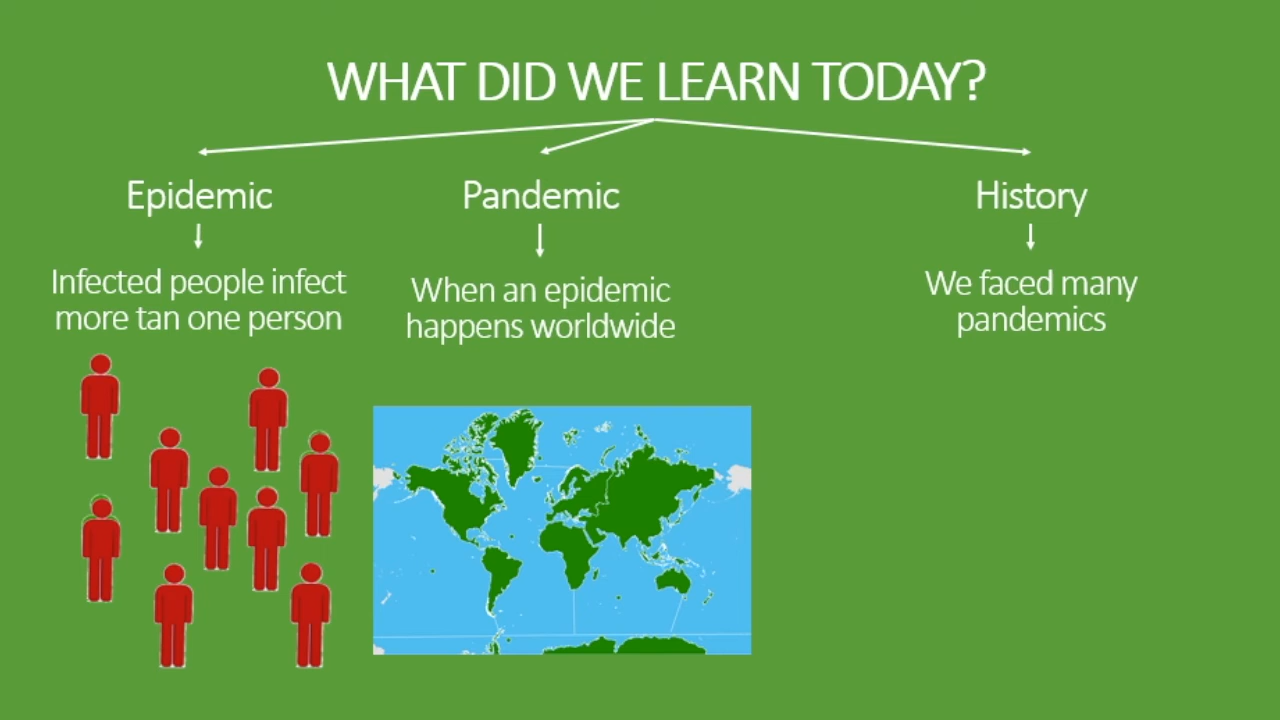 WHAT DID WE LEARN TODAY?
Epidemic
Infected people infect
more tan one person
Pandemic
When an epidemic
happens worldwide
History
We faced many
pandemics